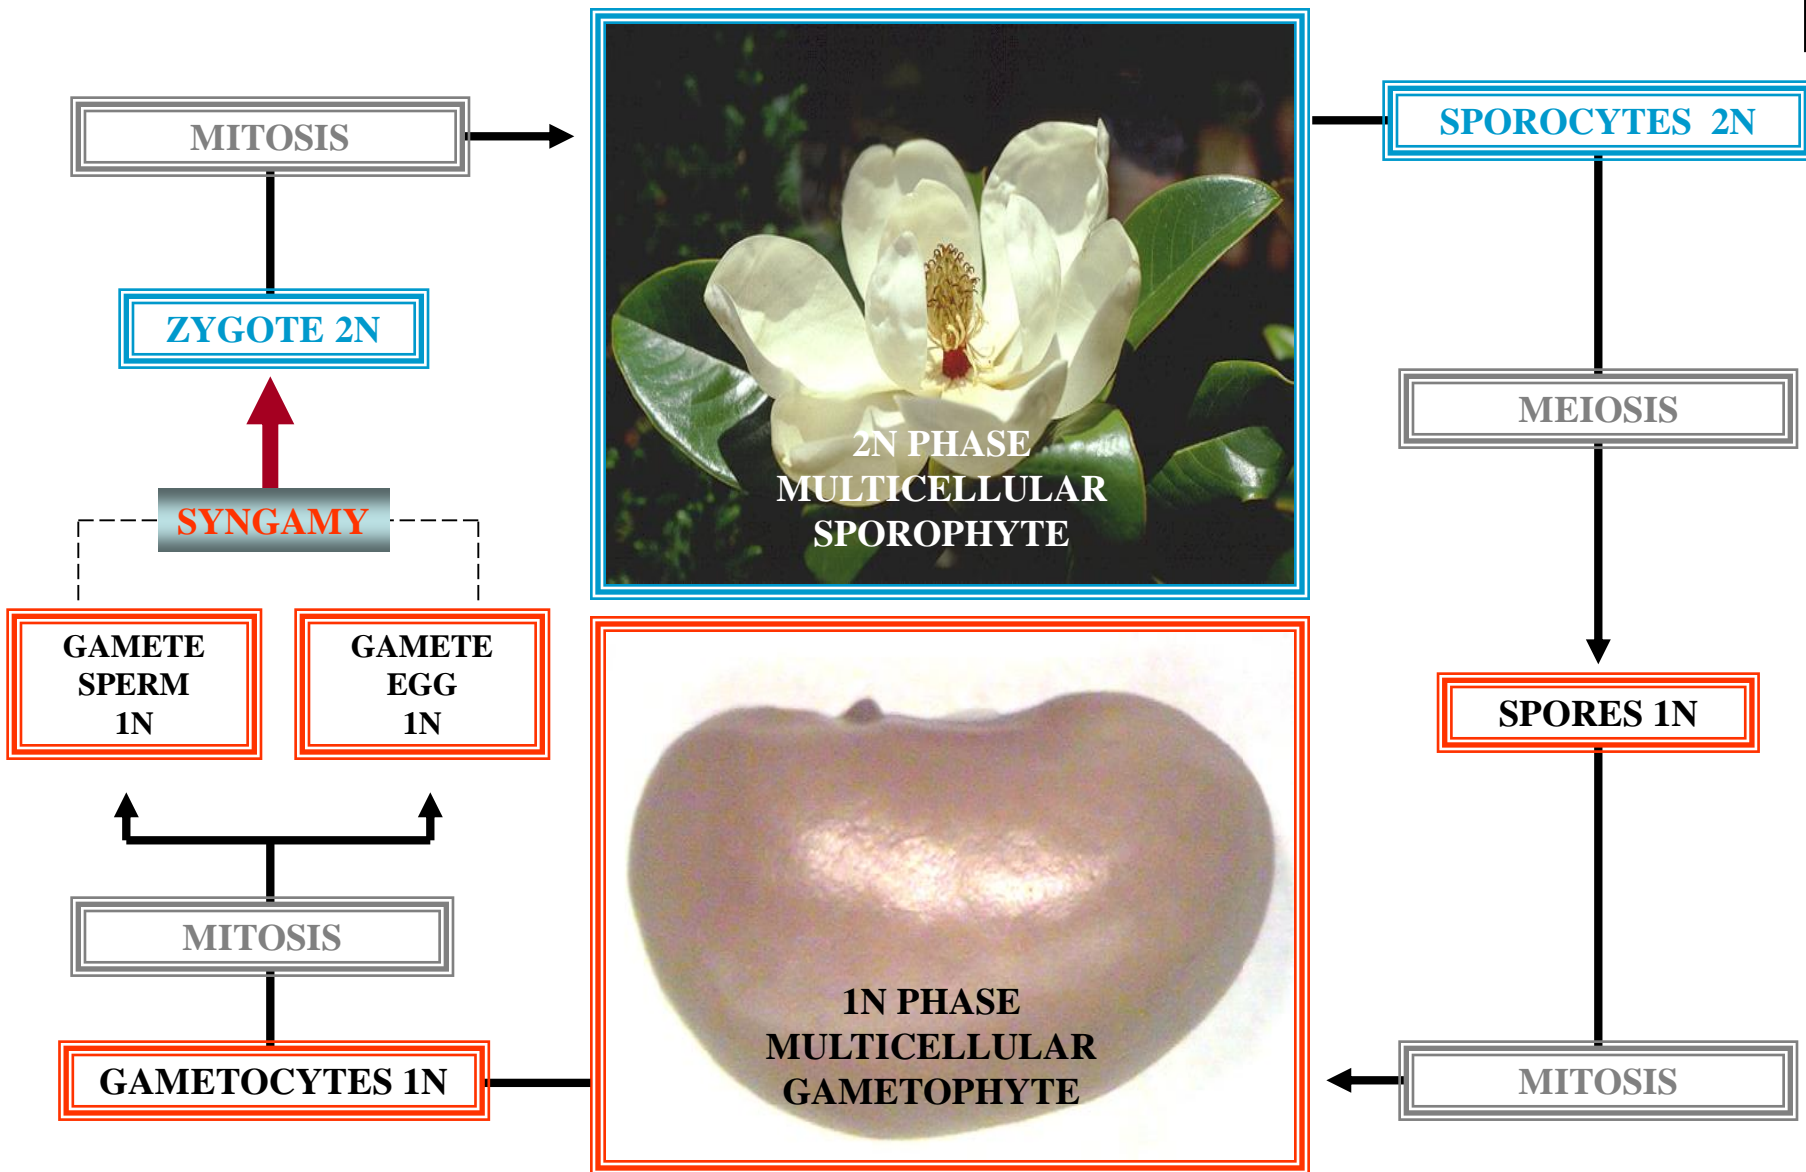 MITOSIS
SPOROCYTES 2N
ZYGOTE 2N
MEIOSIS
2N PHASE
MULTICELLULAR
SPOROPHYTE
SYNGAMY
GAMETE
SPERM
1N
GAMETE
EGG
1N
SPORES 1N
MITOSIS
1N PHASE
MULTICELLULAR
GAMETOPHYTE
GAMETOCYTES 1N
MITOSIS